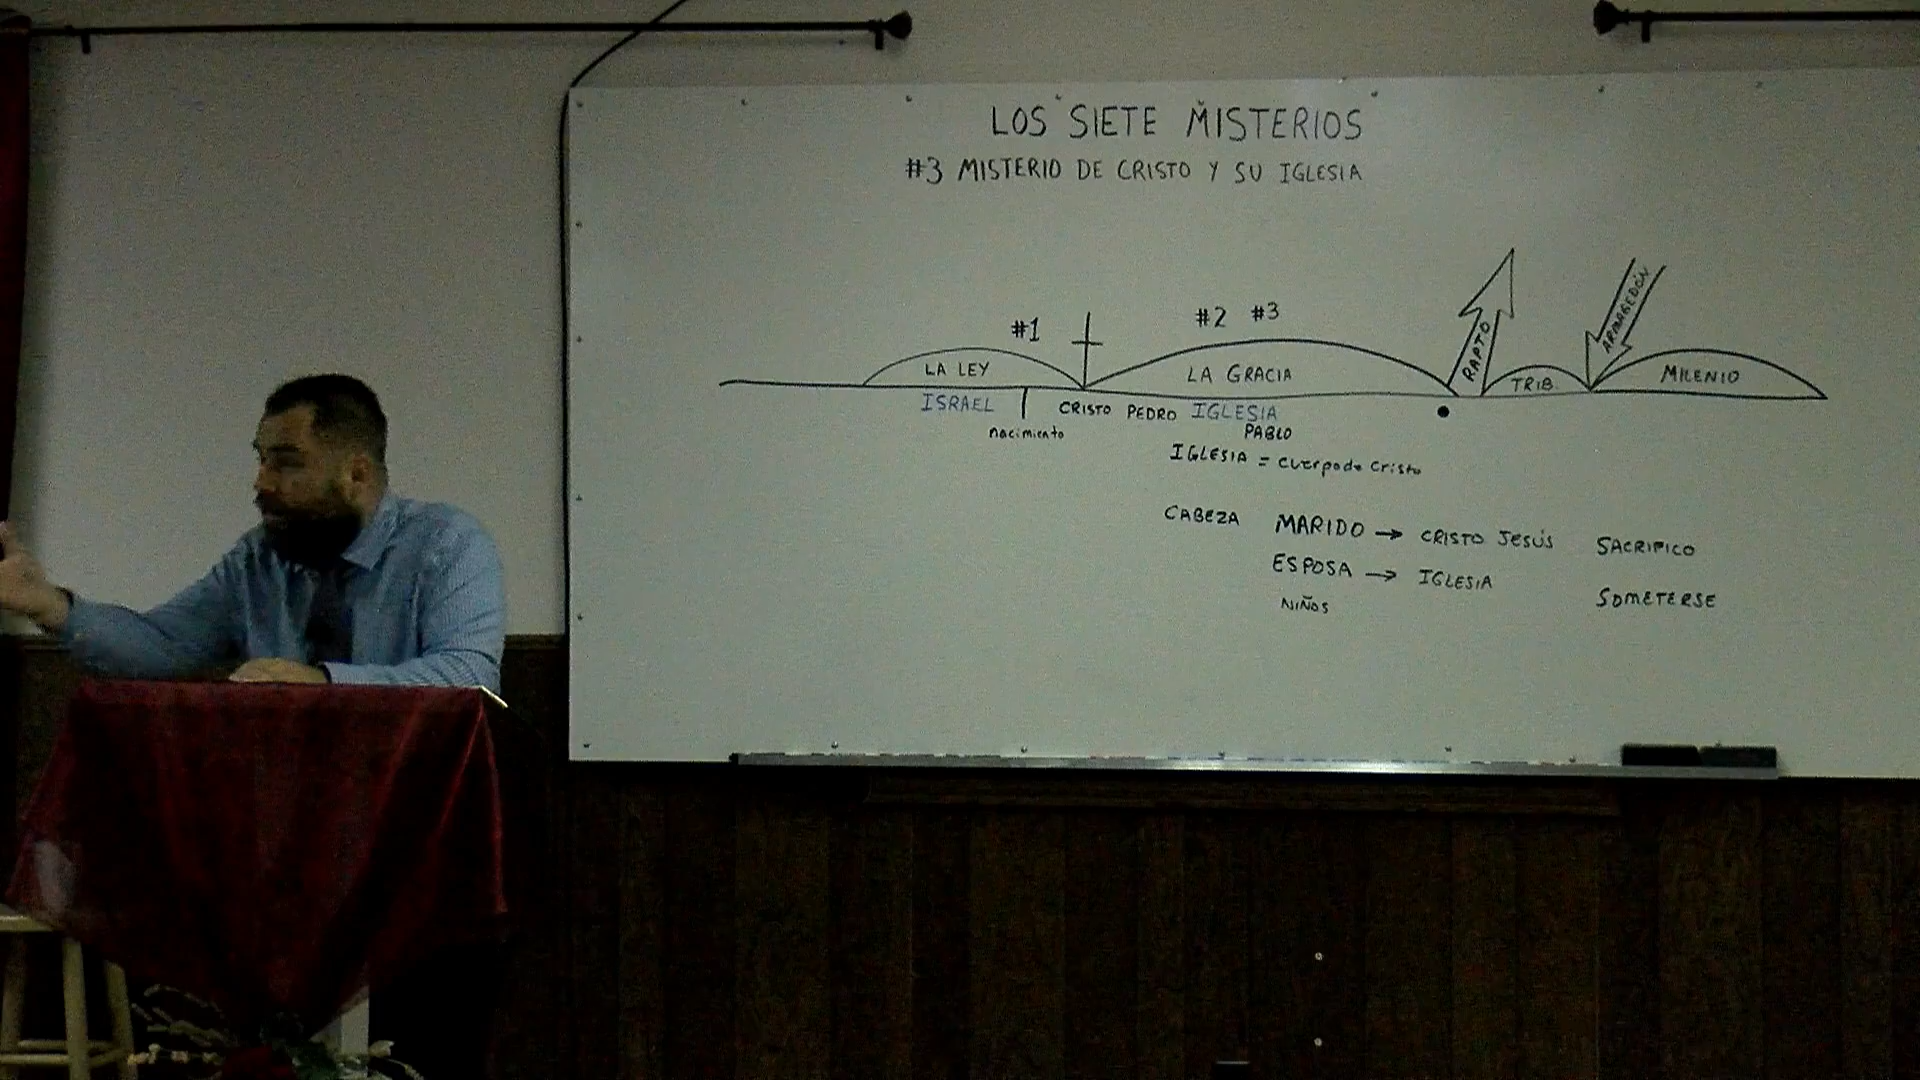 LOS SIETE MISTERIOS
#3 MISTERIO DE CRISTO Y SU IGLESIA
#1
#2 #3
LA LEY
LA GRACIA
RAPTO
TRIB.
ARMAGEDÓN
MILENIO
ISRAEL
CRISTO PEDRO IGLESIA
nacimiento
PABLO
IGLESIA = cuerpo de Cristo
CABEZA MARIDO → CRISTO JESÚS SACRIFICO
ESPOSA → IGLESIA SOMETERSE
NIÑOS